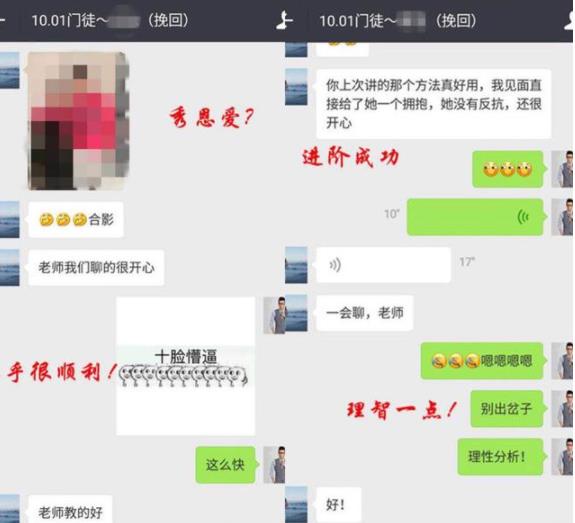 10.01门徒～（挽回）
秀恩爱？
合影
老师我们聊的很开心
十脸懵逼
乎很顺利！
这么快
老师教的好
10.01门徒～（挽回）
你上次讲的那个方法真好用，我见面直
接给了她一个拥抱，她没有反抗，还很
开心
进阶成功
10"
17"
一会聊，老师
嗯嗯嗯嗯
理智一点！
别出岔子
理性分析！
好！